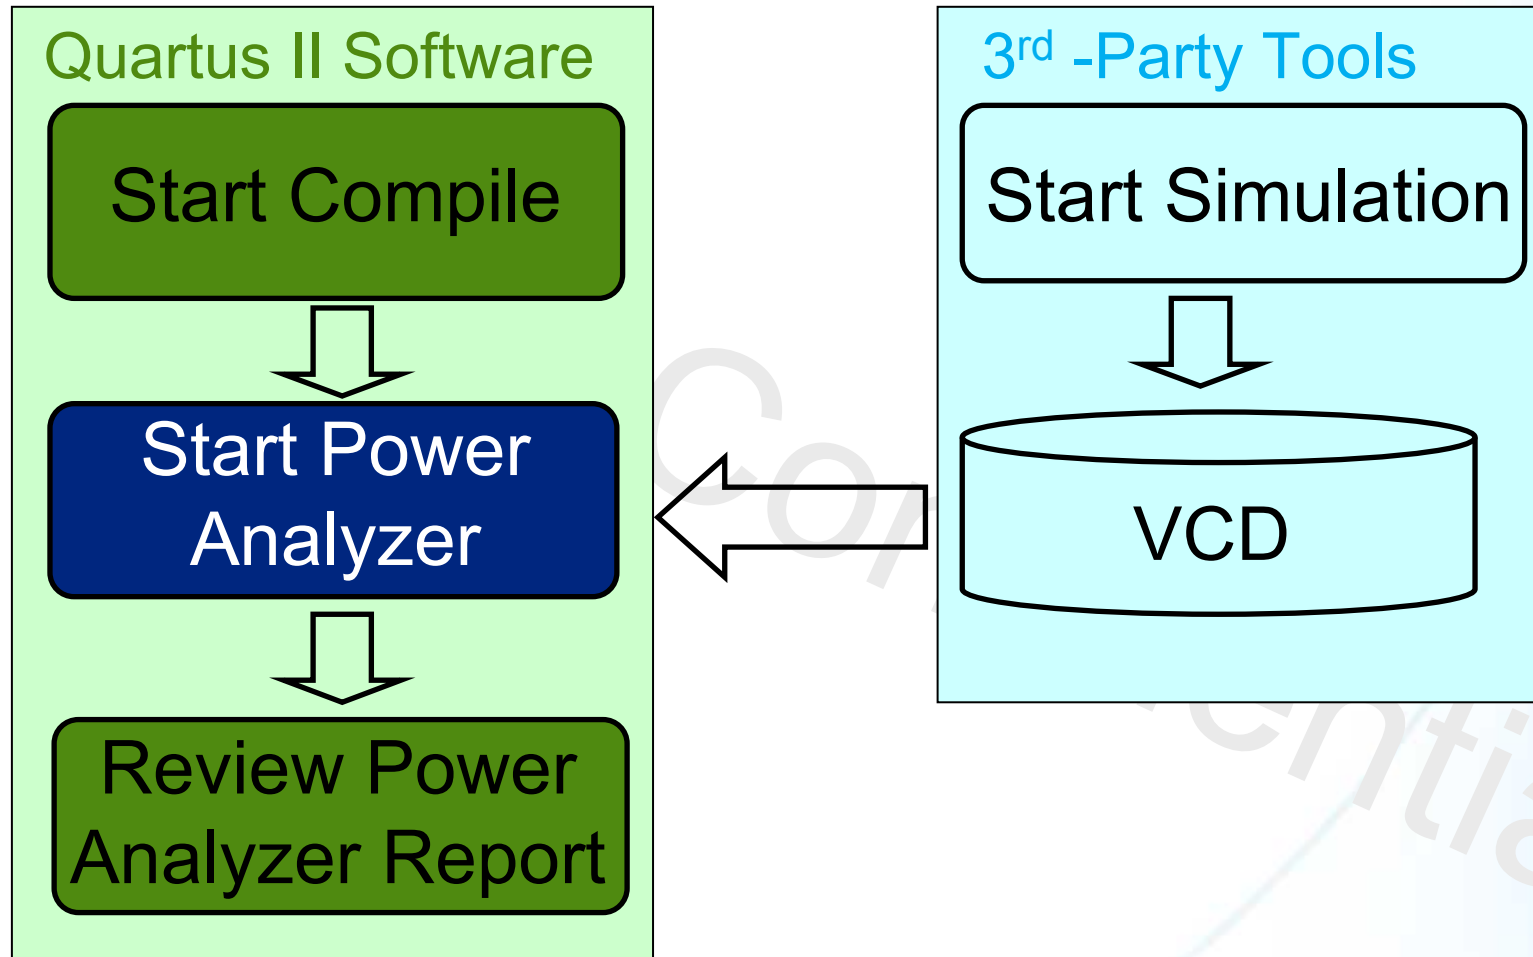 Quartus II Software
Start Compile
Start Power
Analyzer
Review Power
Analyzer Report
3rd -Party Tools
Start Simulation
VCD